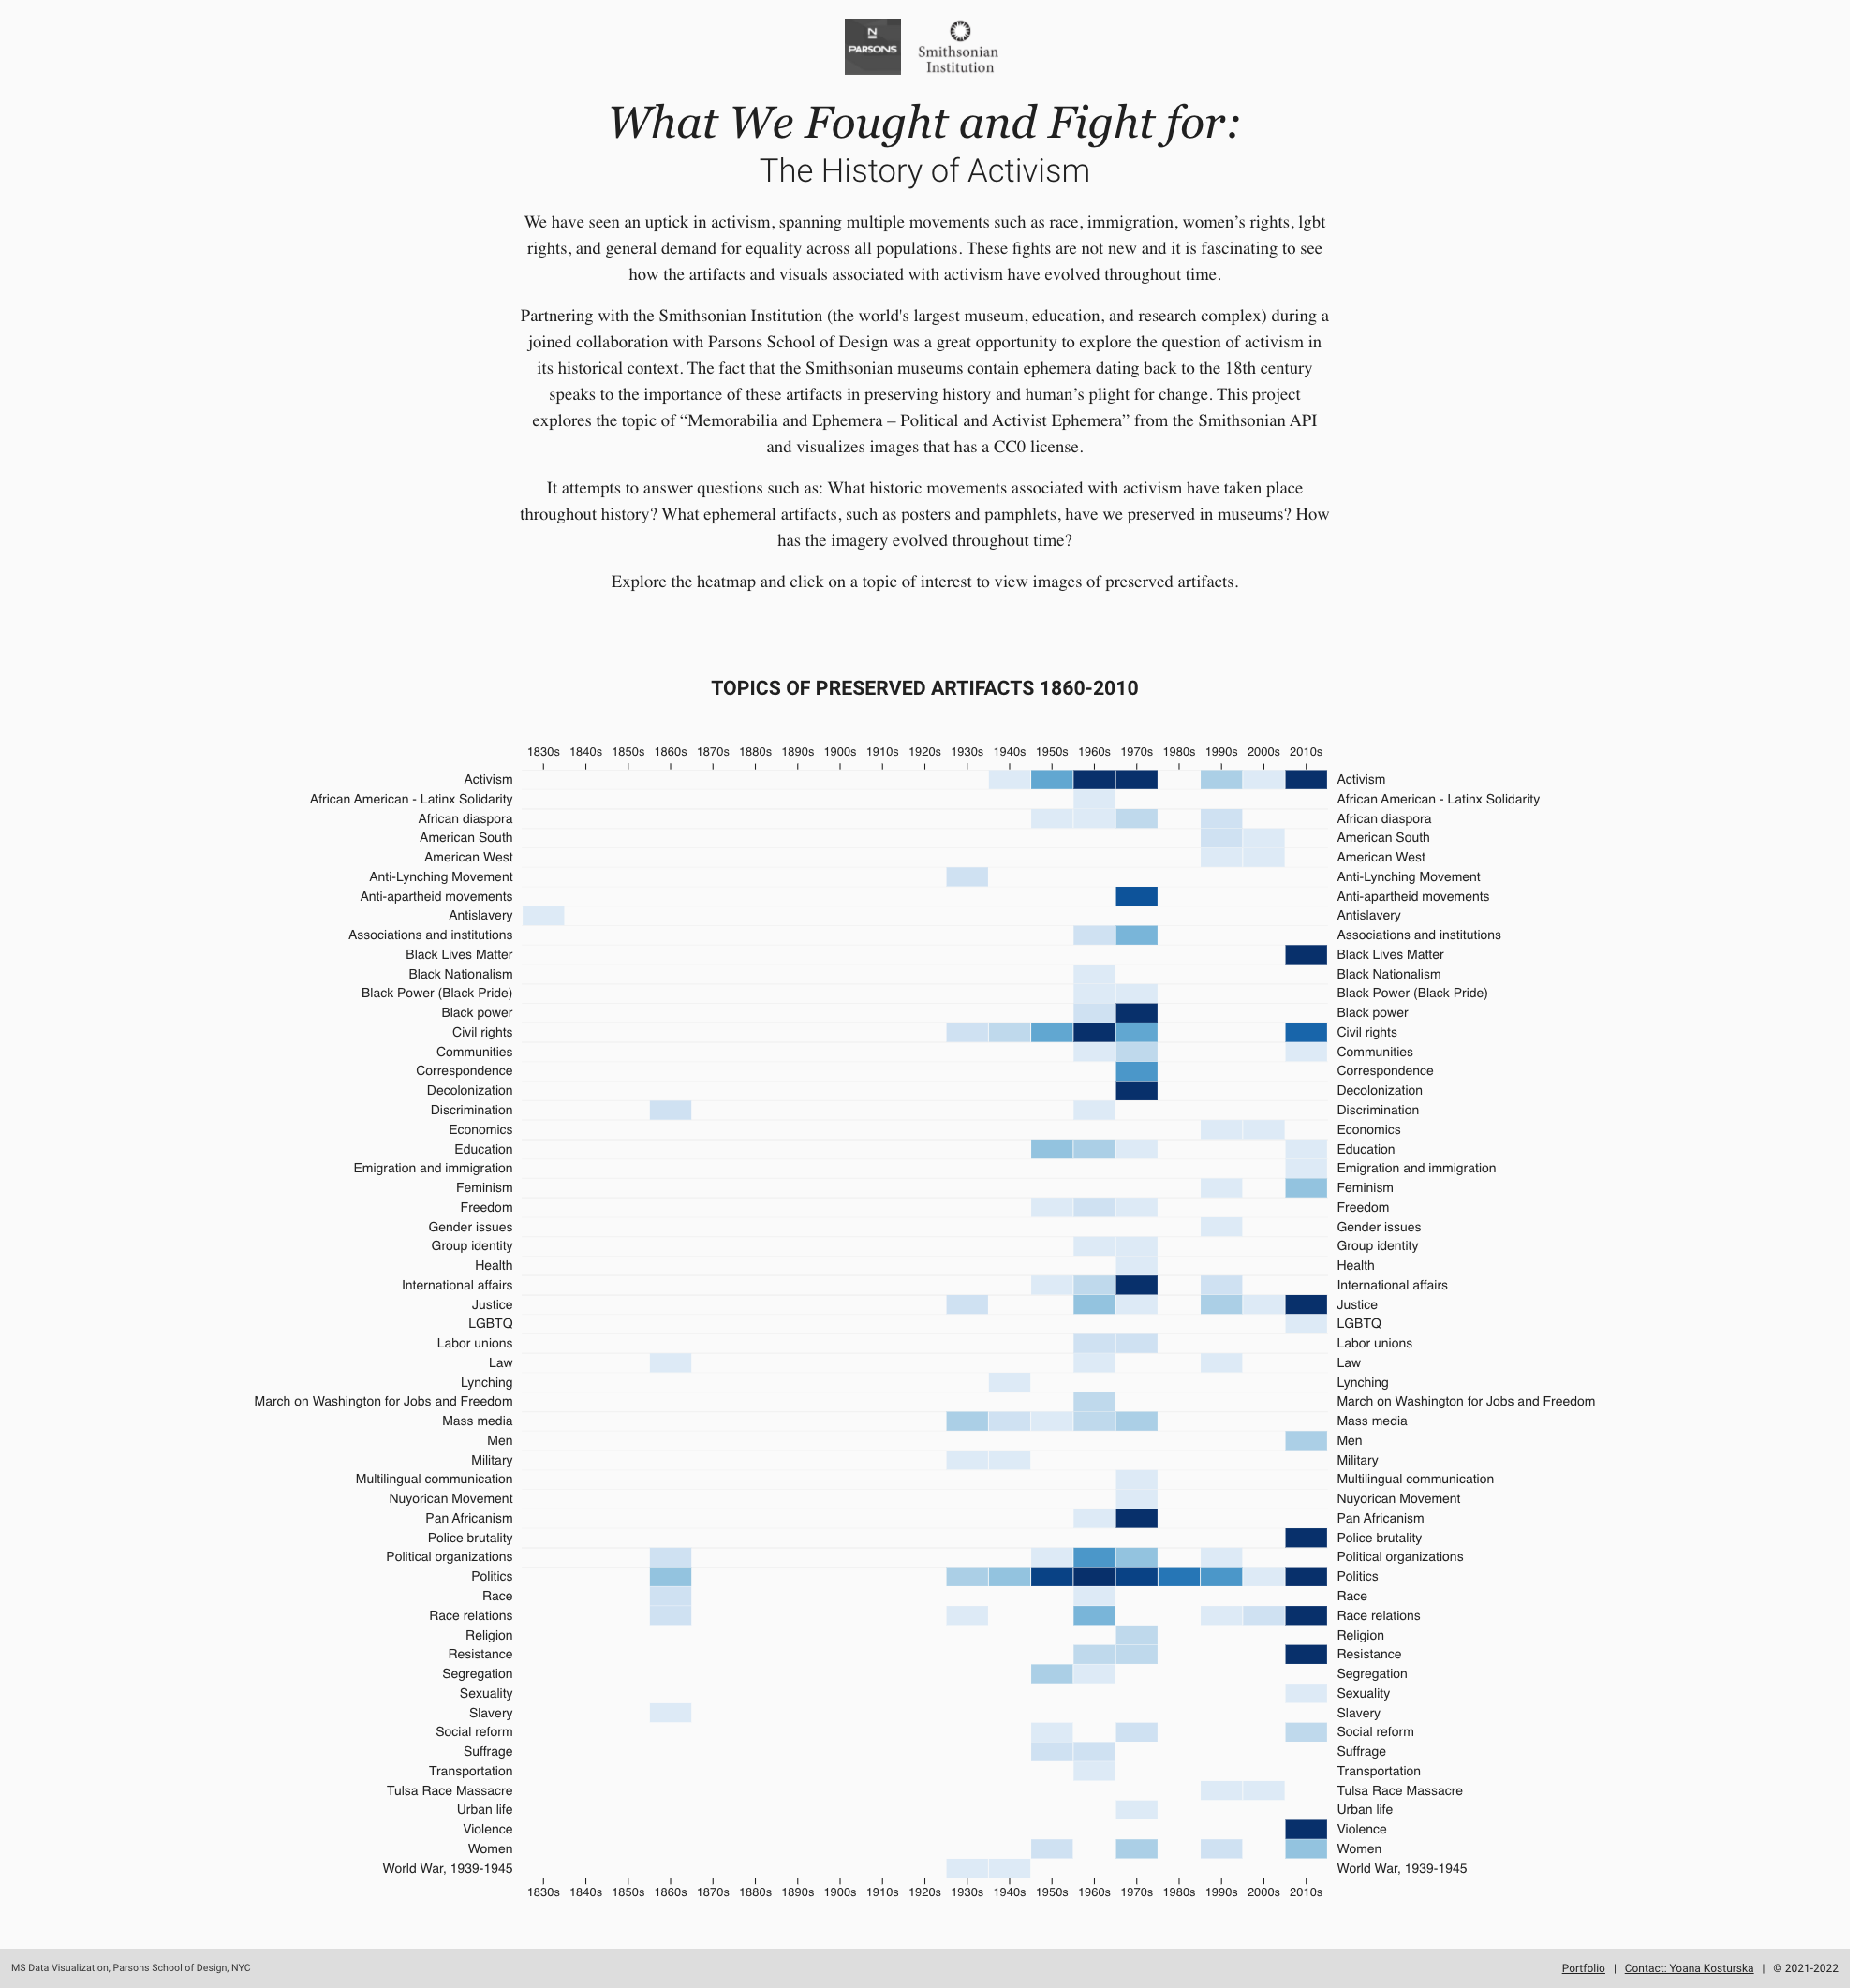 N
PARSONS
Smithsonian
Institution
What We Fought and Fight for:
The History of Activism
We have seen an uptick in activism, spanning multiple movements such as race, immigration, women’s rights, lgbt
rights, and general demand for equality across all populations. These fights are not new and it is fascinating to see
how the artifacts and visuals associated with activism have evolved throughout time.
Partnering with the Smithsonian Institution (the world's largest museum, education, and research complex) during a
joined collaboration with Parsons School of Design was a great opportunity to explore the question of activism in
its historical context. The fact that the Smithsonian museums contain ephemera dating back to the 18th century
speaks to the importance of these artifacts in preserving history and human’s plight for change. This project
explores the topic of “Memorabilia and Ephemera – Political and Activist Ephemera” from the Smithsonian API
and visualizes images that has a CC0 license.
It attempts to answer questions such as: What historic movements associated with activism have taken place
throughout history? What ephemeral artifacts, such as posters and pamphlets, have we preserved in museums? How
has the imagery evolved throughout time?
Explore the heatmap and click on a topic of interest to view images of preserved artifacts.
TOPICS OF PRESERVED ARTIFACTS 1860-2010
1830s 1840s 1850s 1860s 1870s 1880s 1890s 1900s 1910s 1920s 1930s 1940s 1950s 1960s 1970s 1980s 1990s 2000s 2010s
Activism Activism
African American - Latinx Solidarity African American - Latinx Solidarity
African diaspora African diaspora
American South American South
American West American West
Anti-Lynching Movement Anti-Lynching Movement
Anti-apartheid movements Anti-apartheid movements
Antislavery Antislavery
Associations and institutions Associations and institutions
Black Lives Matter Black Lives Matter
Black Nationalism Black Nationalism
Black Power (Black Pride) Black Power (Black Pride)
Black power Black power
Civil rights Civil rights
Communities Communities
Correspondence Correspondence
Decolonization Decolonization
Discrimination Discrimination
Economics Economics
Education Education
Emigration and immigration Emigration and immigration
Feminism Feminism
Freedom Freedom
Gender issues Gender issues
Group identity Group identity
Health Health
International affairs International affairs
Justice Justice
LGBTQ LGBTQ
Labor unions Labor unions
Law Law
Lynching Lynching
March on Washington for Jobs and Freedom March on Washington for Jobs and Freedom
Mass media Mass media
Men Men
Military Military
Multilingual communication Multilingual communication
Nuyorican Movement Nuyorican Movement
Pan Africanism Pan Africanism
Police brutality Police brutality
Political organizations Political organizations
Politics Politics
Race Race
Race relations Race relations
Religion Religion
Resistance Resistance
Segregation Segregation
Sexuality Sexuality
Slavery Slavery
Social reform Social reform
Suffrage Suffrage
Transportation Transportation
Tulsa Race Massacre Tulsa Race Massacre
Urban life Urban life
Violence Violence
Women Women
World War, 1939-1945 World War, 1939-1945
1830s 1840s 1850s 1860s 1870s 1880s 1890s 1900s 1910s 1920s 1930s 1940s 1950s 1960s 1970s 1980s 1990s 2000s 2010s
MS Data Visualization, Parsons School of Design, NYC Portfolio | Contact: Yoana Kosturska | © 2021-2022